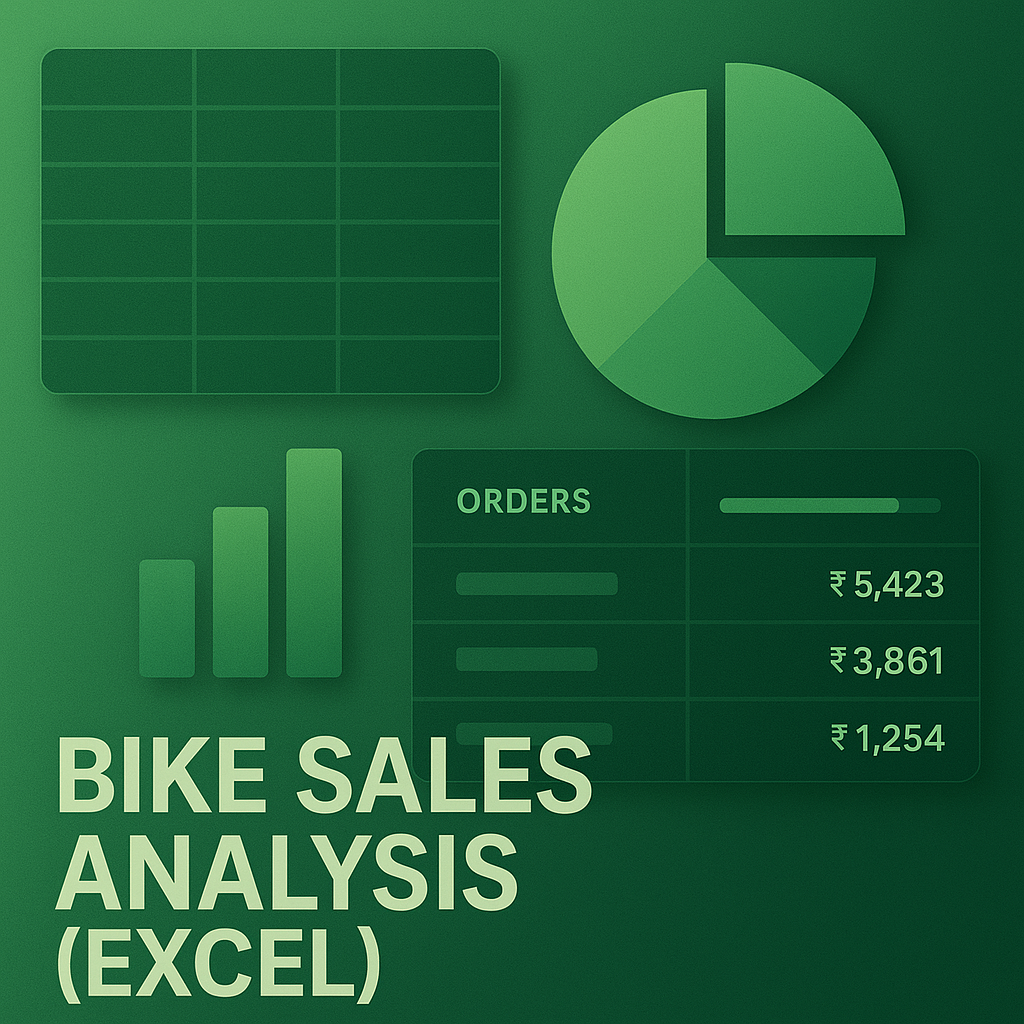 ORDERS
₹5,423
₹3,861
₹1,254
BIKE SALES
ANALYSIS
(EXCEL)